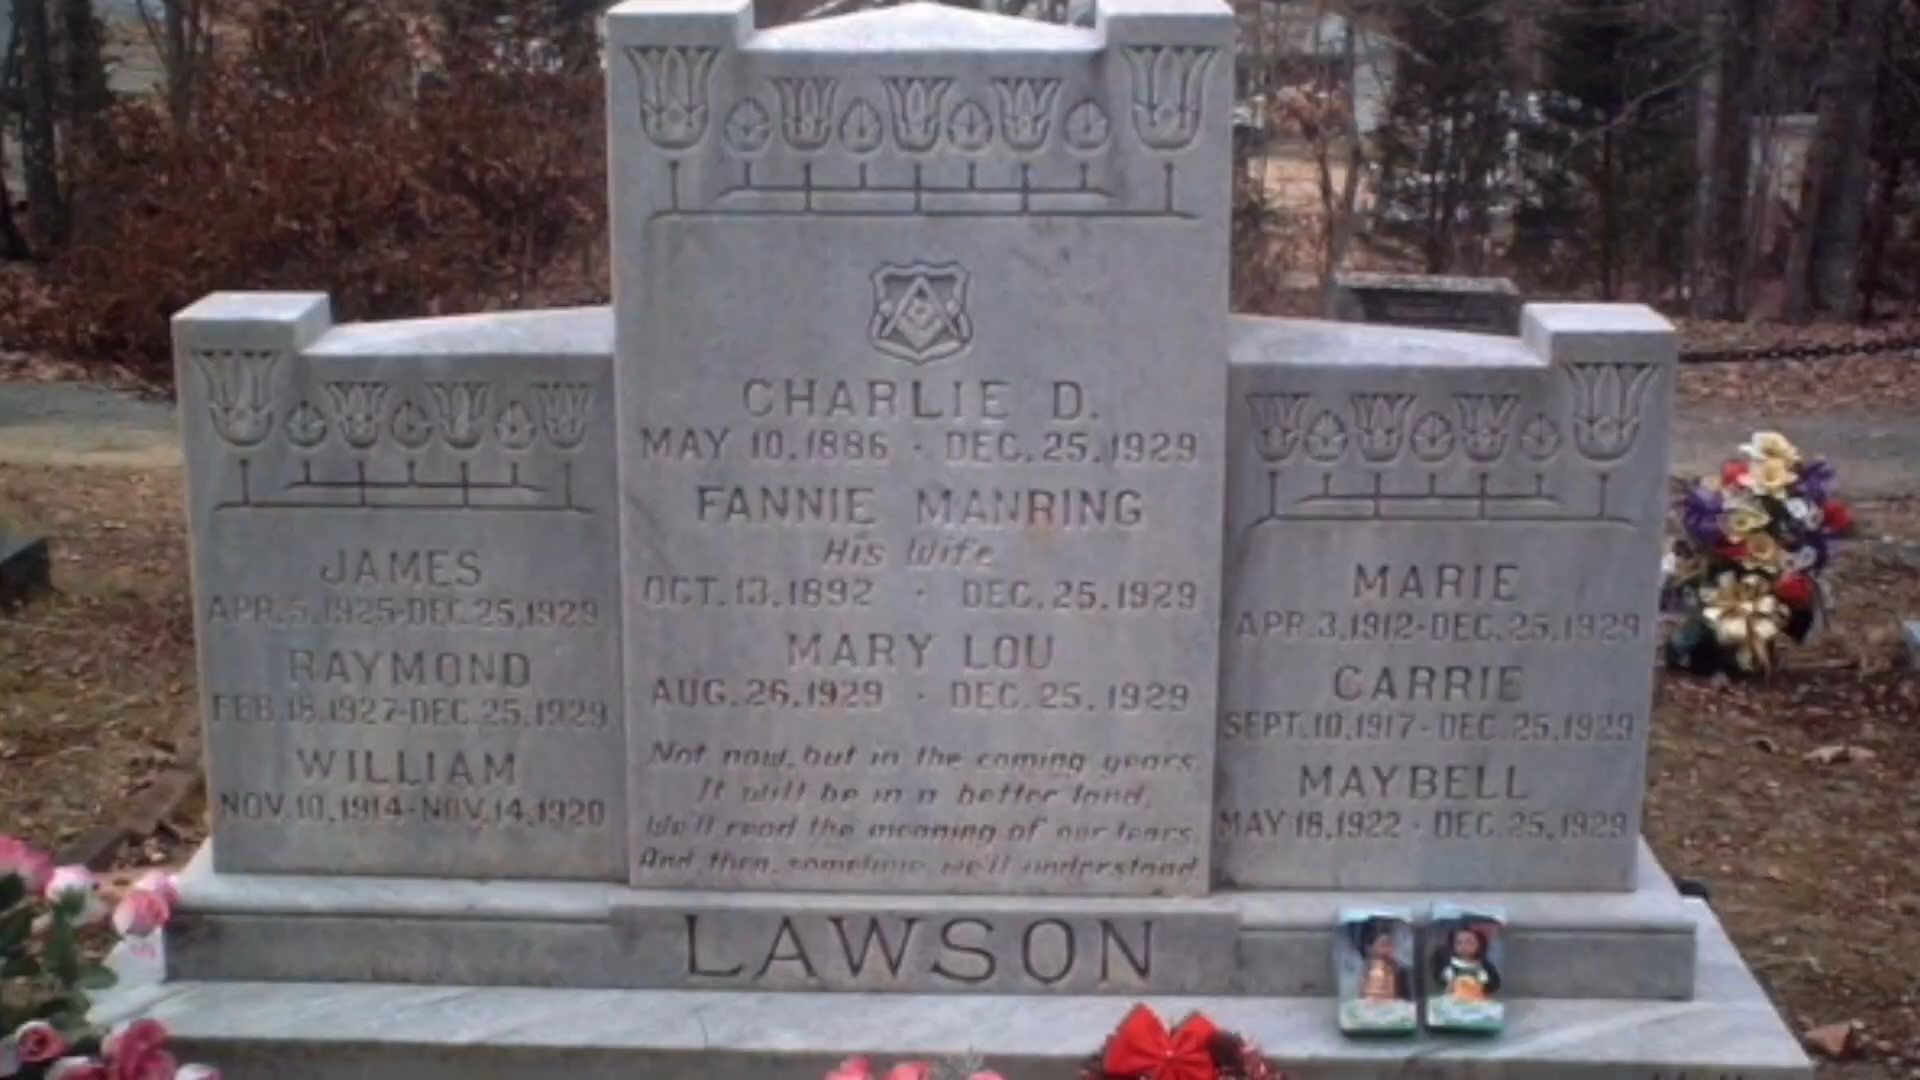 CHARLIE D.
MAY 10, 1886 · DEC. 25, 1929
FANNIE MANRING
His Wife
OCT. 13, 1892 · DEC. 25, 1929
MARY LOU
AUG. 26, 1929 · DEC. 25, 1929
Not now, but in the coming years
It will be in a better land,
We'll read the meaning of our tears
And then, sometime we'll understand
JAMES
APR. 5, 1925-DEC. 25, 1929
RAYMOND
FEB. 18, 1927-DEC. 25, 1929
WILLIAM
NOV. 10, 1914-NOV. 14, 1920
MARIE
APR. 3, 1912-DEC. 25, 1929
CARRIE
SEPT. 10, 1917-DEC. 25, 1929
MAYBELL
MAY 18, 1922 · DEC. 25, 1929
LAWSON